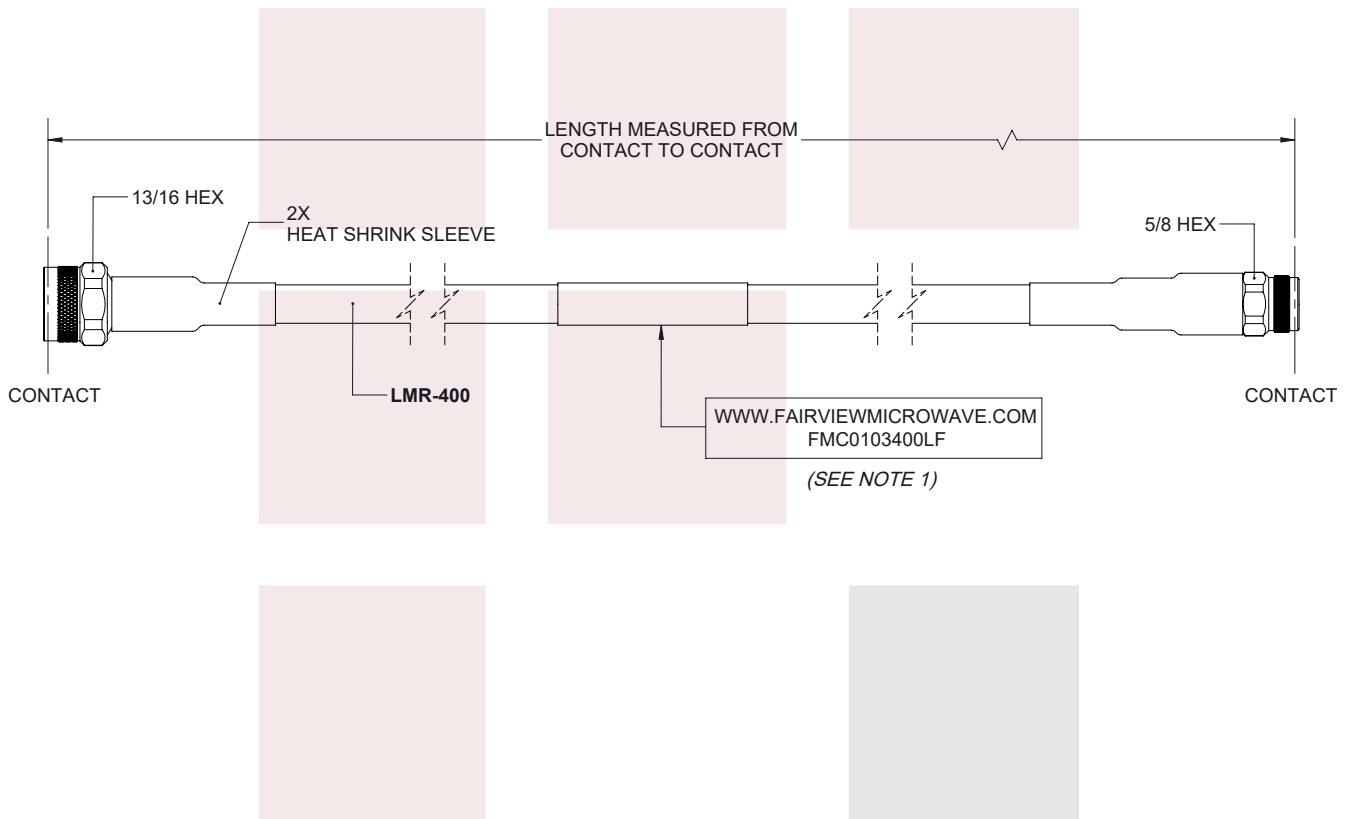 LENGTH MEASURED FROM
CONTACT TO CONTACT
13/16 HEX
2X
HEAT SHRINK SLEEVE
5/8 HEX
CONTACT
LMR-400
CONTACT
WWW.FAIRVIEWMICROWAVE.COM
FMC0103400LF
(SEE NOTE 1)